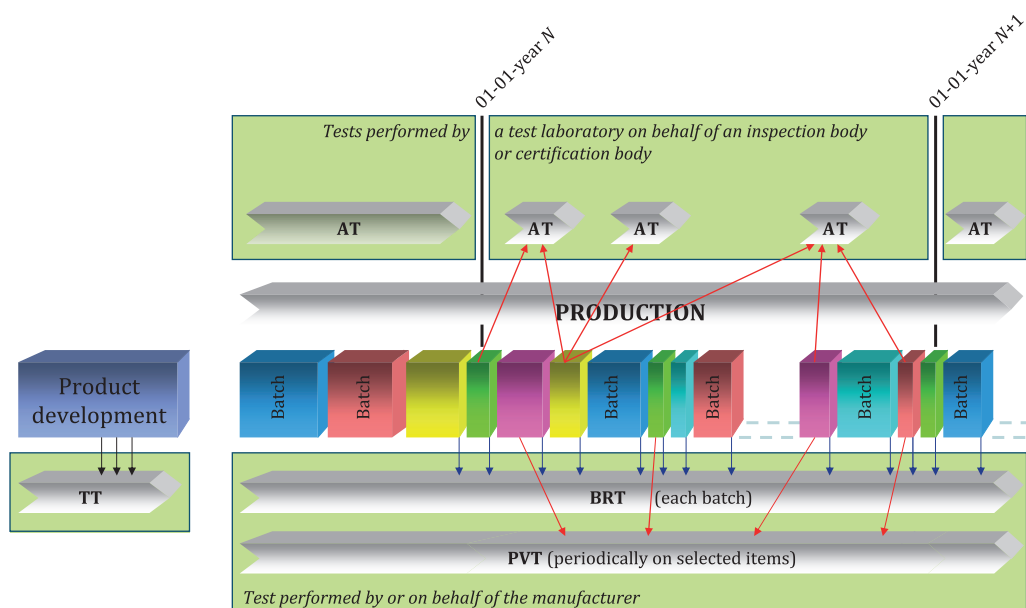 01-01-year N
01-01-year N+1
Tests performed by
a test laboratory on behalf of an inspection body
or certification body
AT
AT
AT
AT
AT
PRODUCTION
Product
development
Batch
Batch
Batch
Batch
Batch
Batch
TT
BRT (each batch)
PVT (periodically on selected items)
Test performed by or on behalf of the manufacturer